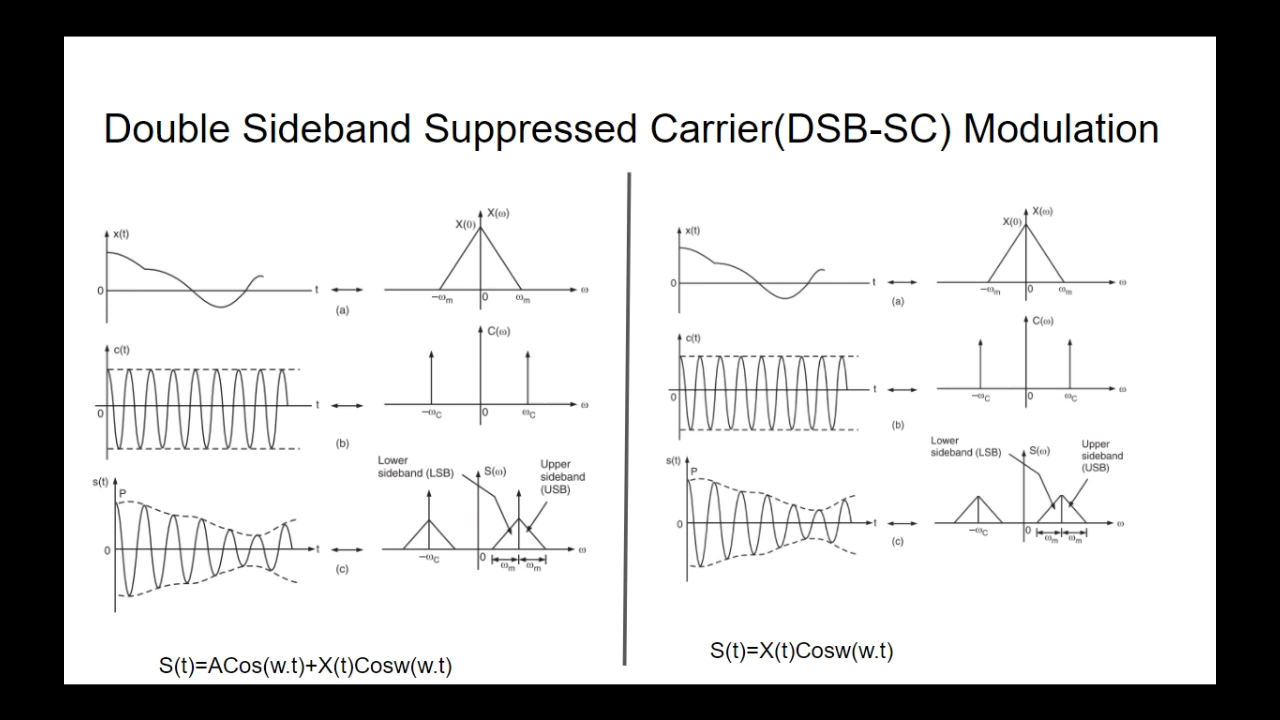 Double Sideband Suppressed Carrier(DSB-SC) Modulation
x(t)
0
t
(a)
X(ω)
X(0)
−ωm
0
ωm
ω
c(t)
0
t
(b)
C(ω)
−ωC
0
ωC
ω
s(t)
P
0
t
(c)
Lower
sideband (LSB)
S(ω)
Upper
sideband
(USB)
−ωC
0
ωm
ωm
ω
S(t)=ACos(w.t)+X(t)Cosw(w.t)
x(t)
0
t
(a)
X(ω)
X(0)
−ωm
0
ωm
ω
c(t)
0
t
(b)
C(ω)
−ωC
0
ωC
ω
s(t)
P
0
t
(c)
Lower
sideband (LSB)
S(ω)
Upper
sideband
(USB)
−ωC
0
ωm
ωm
ω
S(t)=X(t)Cosw(w.t)